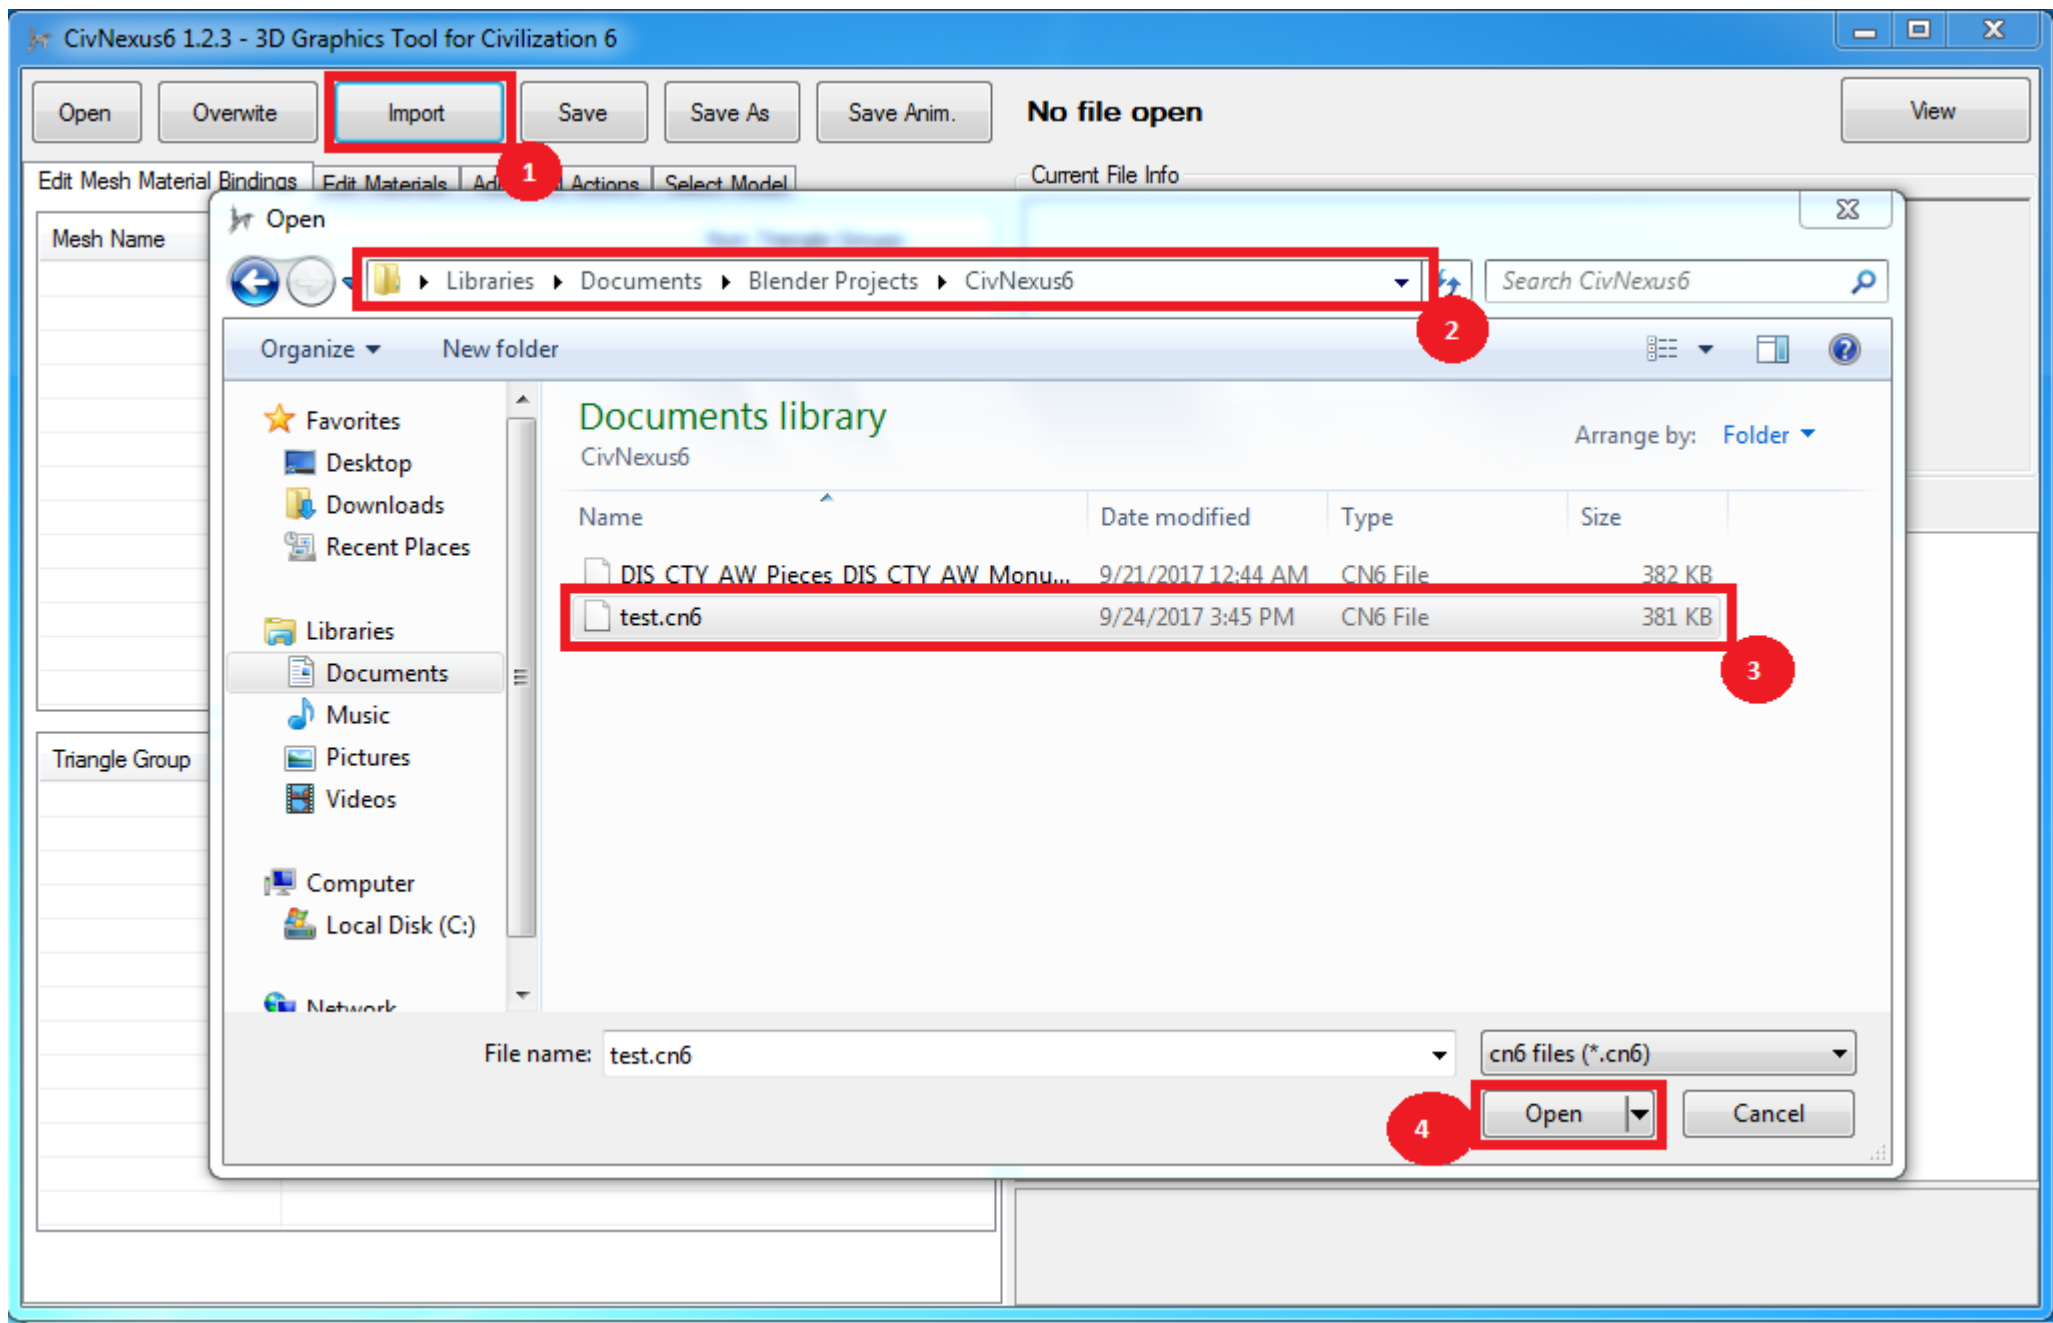 CivNexus6 1.2.3 - 3D Graphics Tool for Civilization 6
Open Overwite Import Save Save As Save Anim. No file open View
1
Edit Mesh Material Bindings Edit Materials Actions Select Model Current File Info
Open
Mesh Name
Libraries Documents Blender Projects CivNexus6 Search CivNexus6
2
Organize New folder
Favorites
Desktop
Downloads
Recent Places
Libraries
Documents
Music
Pictures
Videos
Computer
Local Disk (C:)
Network
Documents library
CivNexus6
Arrange by: Folder
Name Date modified Type Size
DIS_CTY_AW_Pieces_DIS_CTY_AW_Monu... 9/21/2017 12:44 AM CN6 File 382 KB
test.cn6 9/24/2017 3:45 PM CN6 File 381 KB
3
Triangle Group
File name: test.cn6 cn6 files (*.cn6)
4
Open Cancel